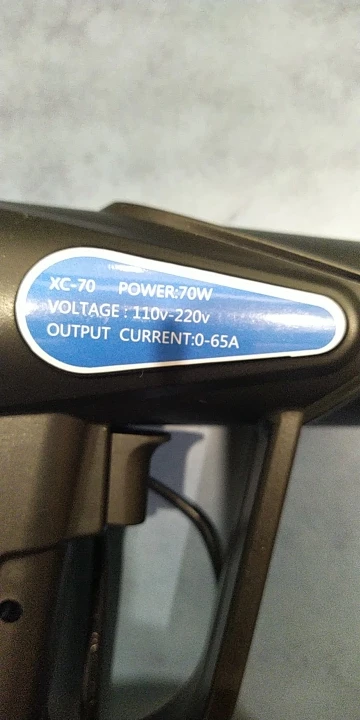 XC-70 POWER:70W
VOLTAGE : 110v-220v
OUTPUT CURRENT:0-65A